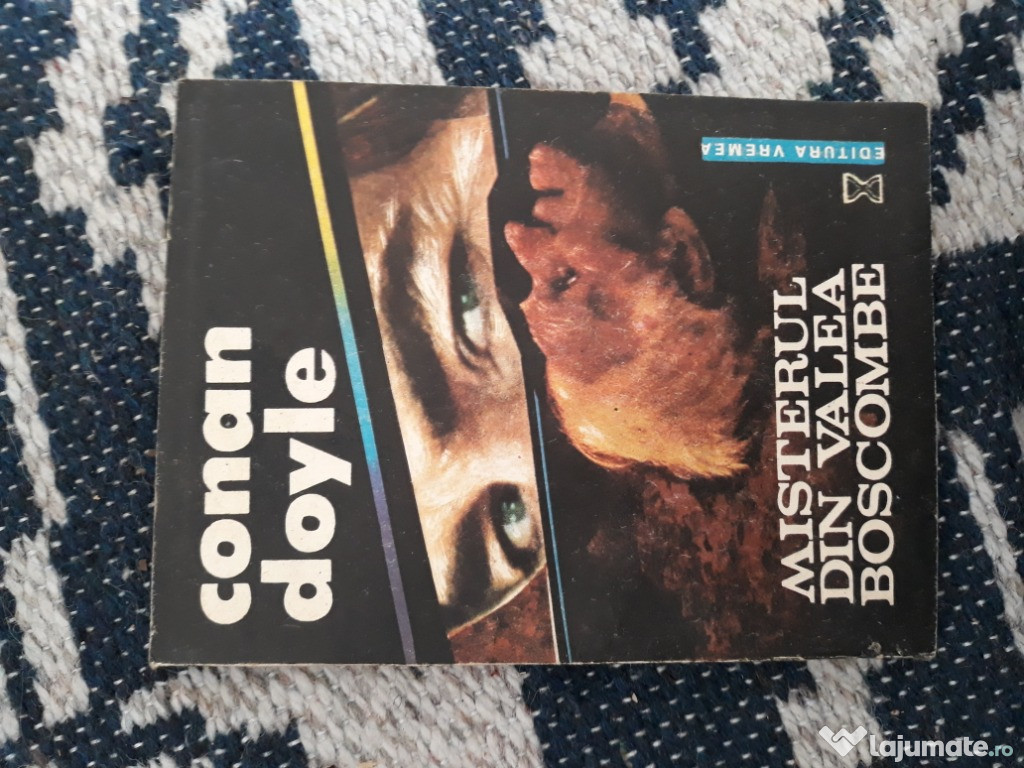 conan
doyle
EDITURA VREMEA
MISTERUL
DIN VALEA
BOSCOMBE
lajumate.ro